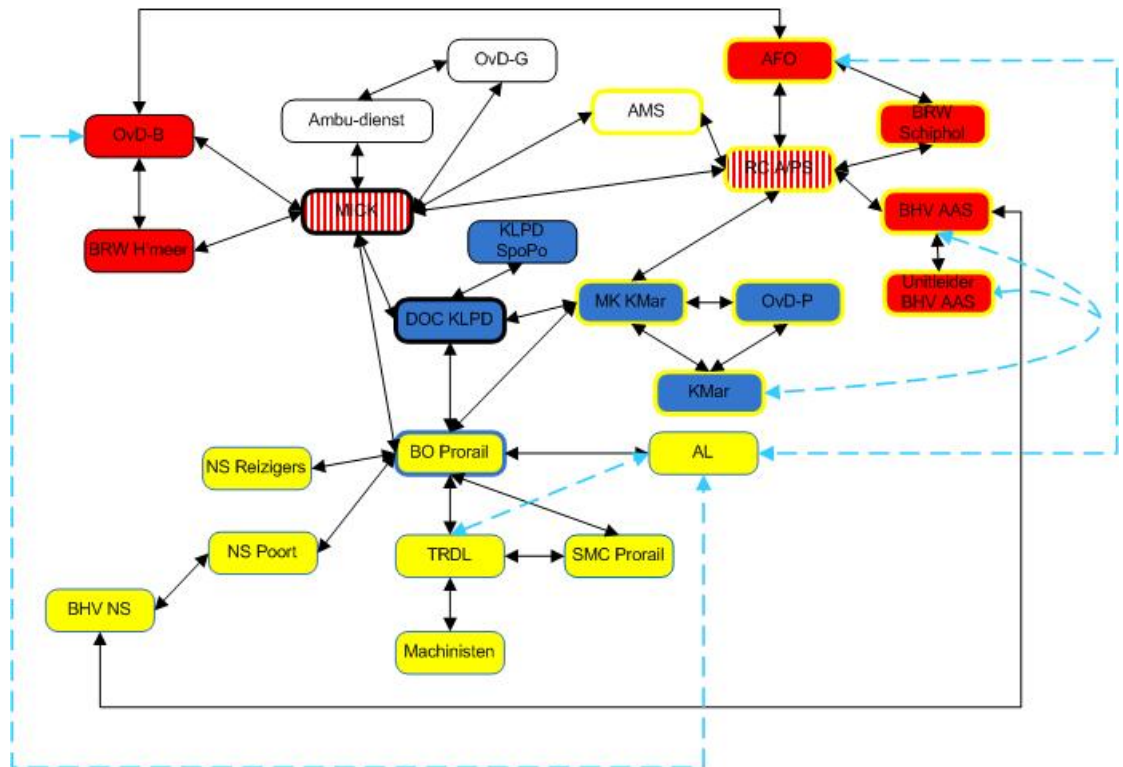 OvD-G
AFO
Ambu-dienst
AMS
OvD-B
BRW
Schiphol
RC A/PS
MICK
BHV AAS
BRW H'meer
KLPD
SpoPo
Unitleider
BHV AAS
MK KMar
OvD-P
DOC KLPD
KMar
BO Prorail
AL
NS Reizigers
NS Poort
TRDL
SMC Prorail
BHV NS
Machinisten